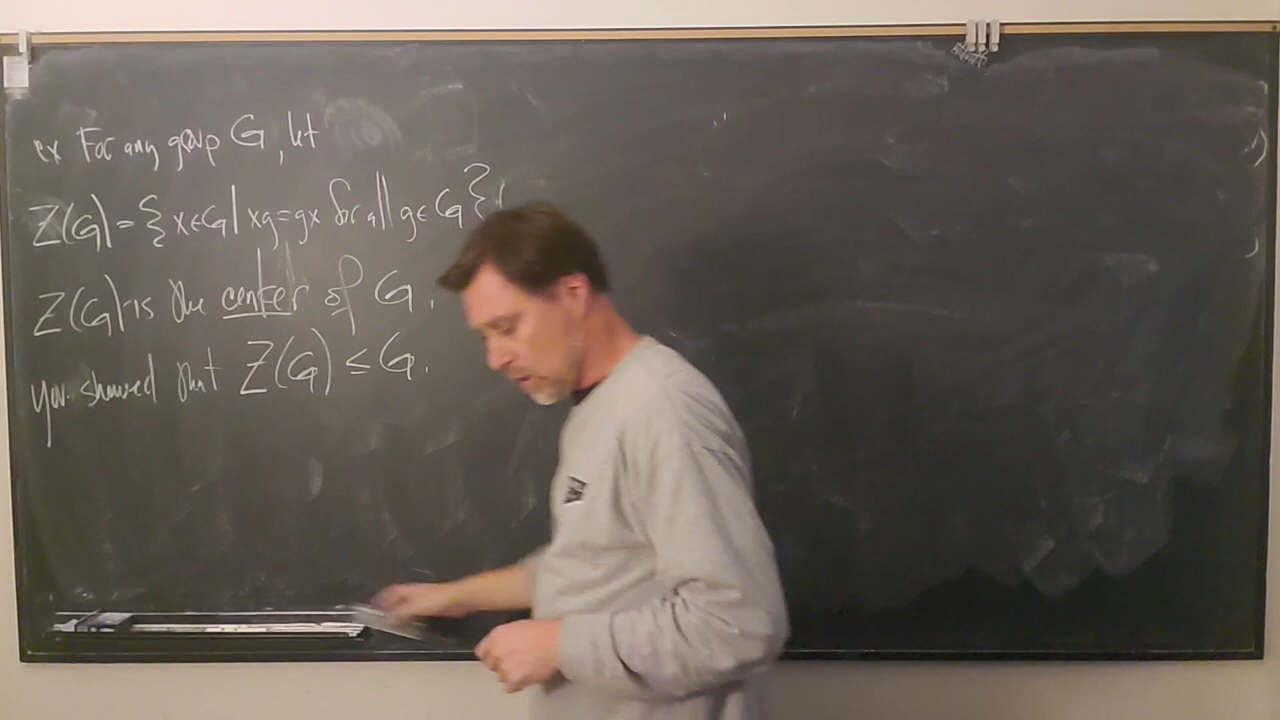 ex For any group G, let
Z(G) = { x ∈ G | xg = gx for all g ∈ G }
Z(G) is the center of G.
you showed that Z(G) ≤ G.